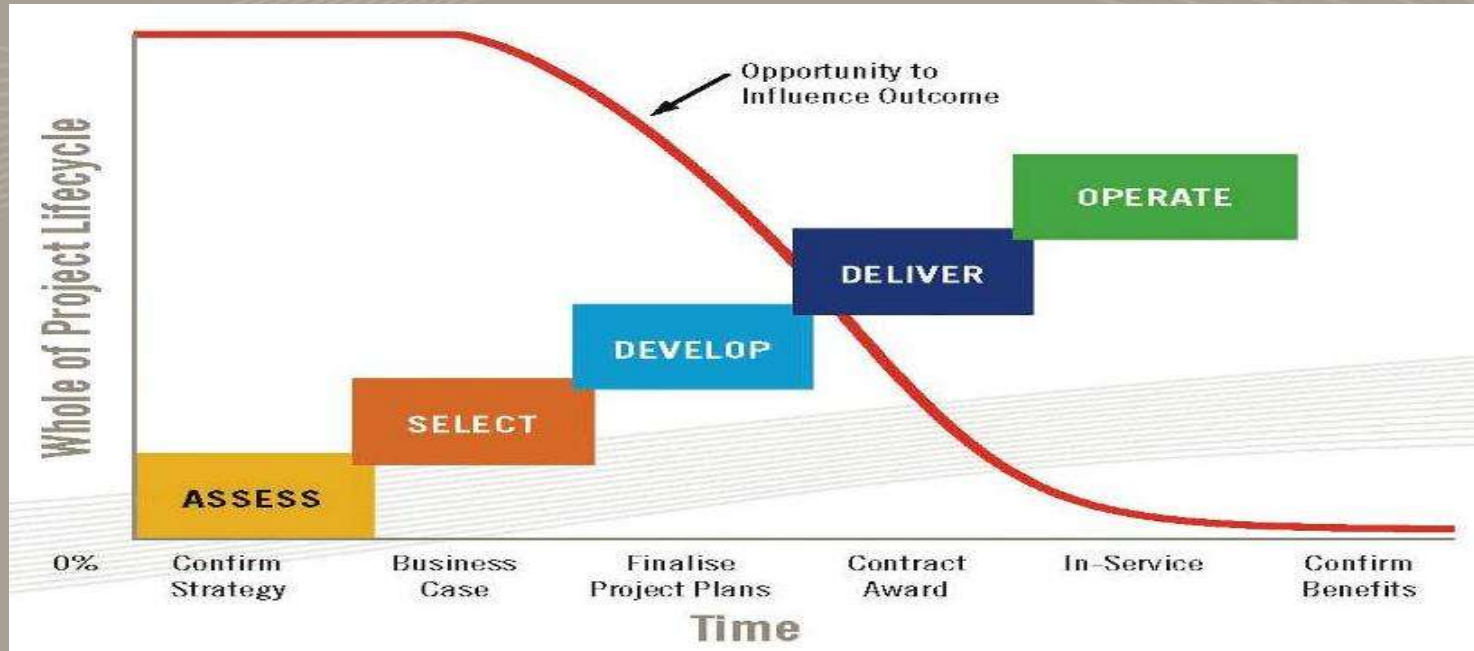 Whole of Project Lifecycle
Opportunity to
Influence Outcome
OPERATE
DELIVER
DEVELOP
SELECT
ASSESS
0%
Confirm
Strategy
Business
Case
Finalise
Project Plans
Contract
Award
In-Service
Confirm
Benefits
Time